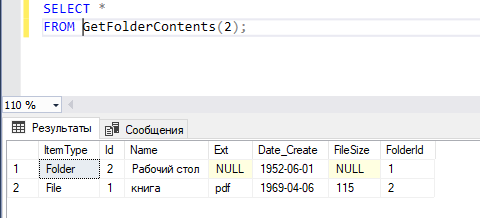 SELECT *
FROM GetFolderContents(2);
110 %
Результаты Сообщения
ItemType Id Name Ext Date_Create FileSize FolderId
1 Folder 2 Рабочий стол NULL 1952-06-01 NULL 1
2 File 1 книга pdf 1969-04-06 115 2